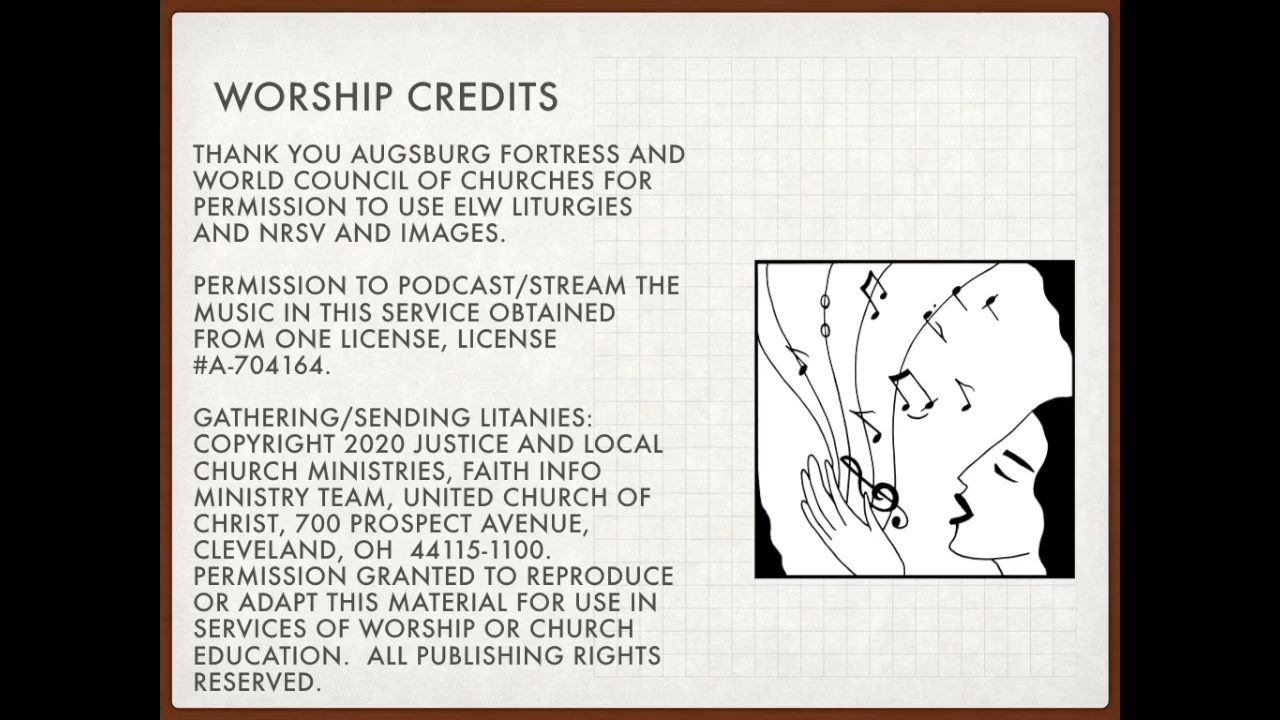 WORSHIP CREDITS
THANK YOU AUGSBURG FORTRESS AND
WORLD COUNCIL OF CHURCHES FOR
PERMISSION TO USE ELW LITURGIES
AND NRSV AND IMAGES.
PERMISSION TO PODCAST/STREAM THE
MUSIC IN THIS SERVICE OBTAINED
FROM ONE LICENSE, LICENSE
#A-704164.
GATHERING/SENDING LITANIES:
COPYRIGHT 2020 JUSTICE AND LOCAL
CHURCH MINISTRIES, FAITH INFO
MINISTRY TEAM, UNITED CHURCH OF
CHRIST, 700 PROSPECT AVENUE,
CLEVELAND, OH  44115-1100.
PERMISSION GRANTED TO REPRODUCE
OR ADAPT THIS MATERIAL FOR USE IN
SERVICES OF WORSHIP OR CHURCH
EDUCATION.  ALL PUBLISHING RIGHTS
RESERVED.